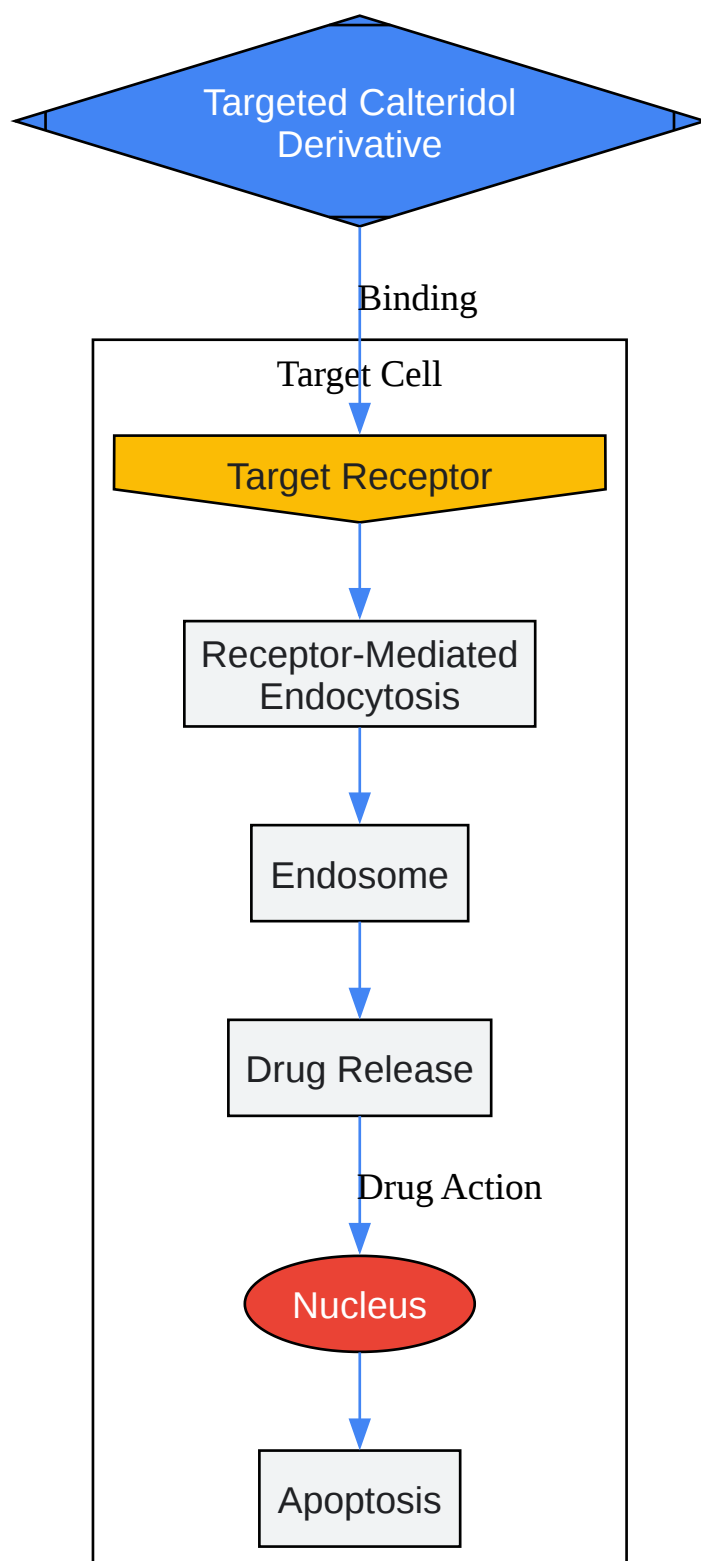 Targeted Calteridol
Derivative
Binding
Target Cell
Target Receptor
Receptor-Mediated
Endocytosis
Endosome
Drug Release
Drug Action
Nucleus
Apoptosis